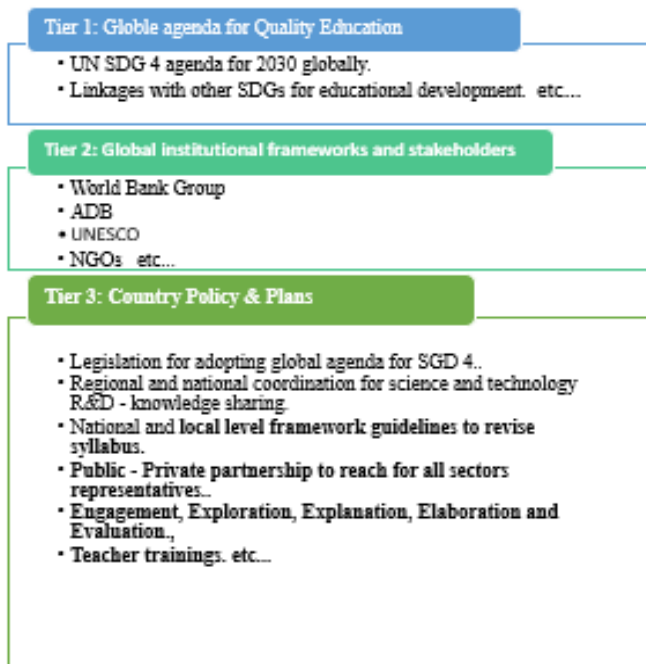 Tier 1: Globle agenda for Quality Education
• UN SDG 4 agenda for 2030 globally.
• Linkages with other SDGs for educational development. etc...
Tier 2: Global institutional frameworks and stakeholders
• World Bank Group
• ADB
• UNESCO
• NGOs etc...
Tier 3: Country Policy & Plans
• Legislation for adopting global agenda for SGD 4..
• Regional and national coordination for science and technology
R&D - knowledge sharing.
• National and local level framework guidelines to revise
syllabus.
• Public - Private partnership to reach for all sectors
representatives..
• Engagement, Exploration, Explanation, Elaboration and
Evaluation.,
• Teacher trainings. etc...